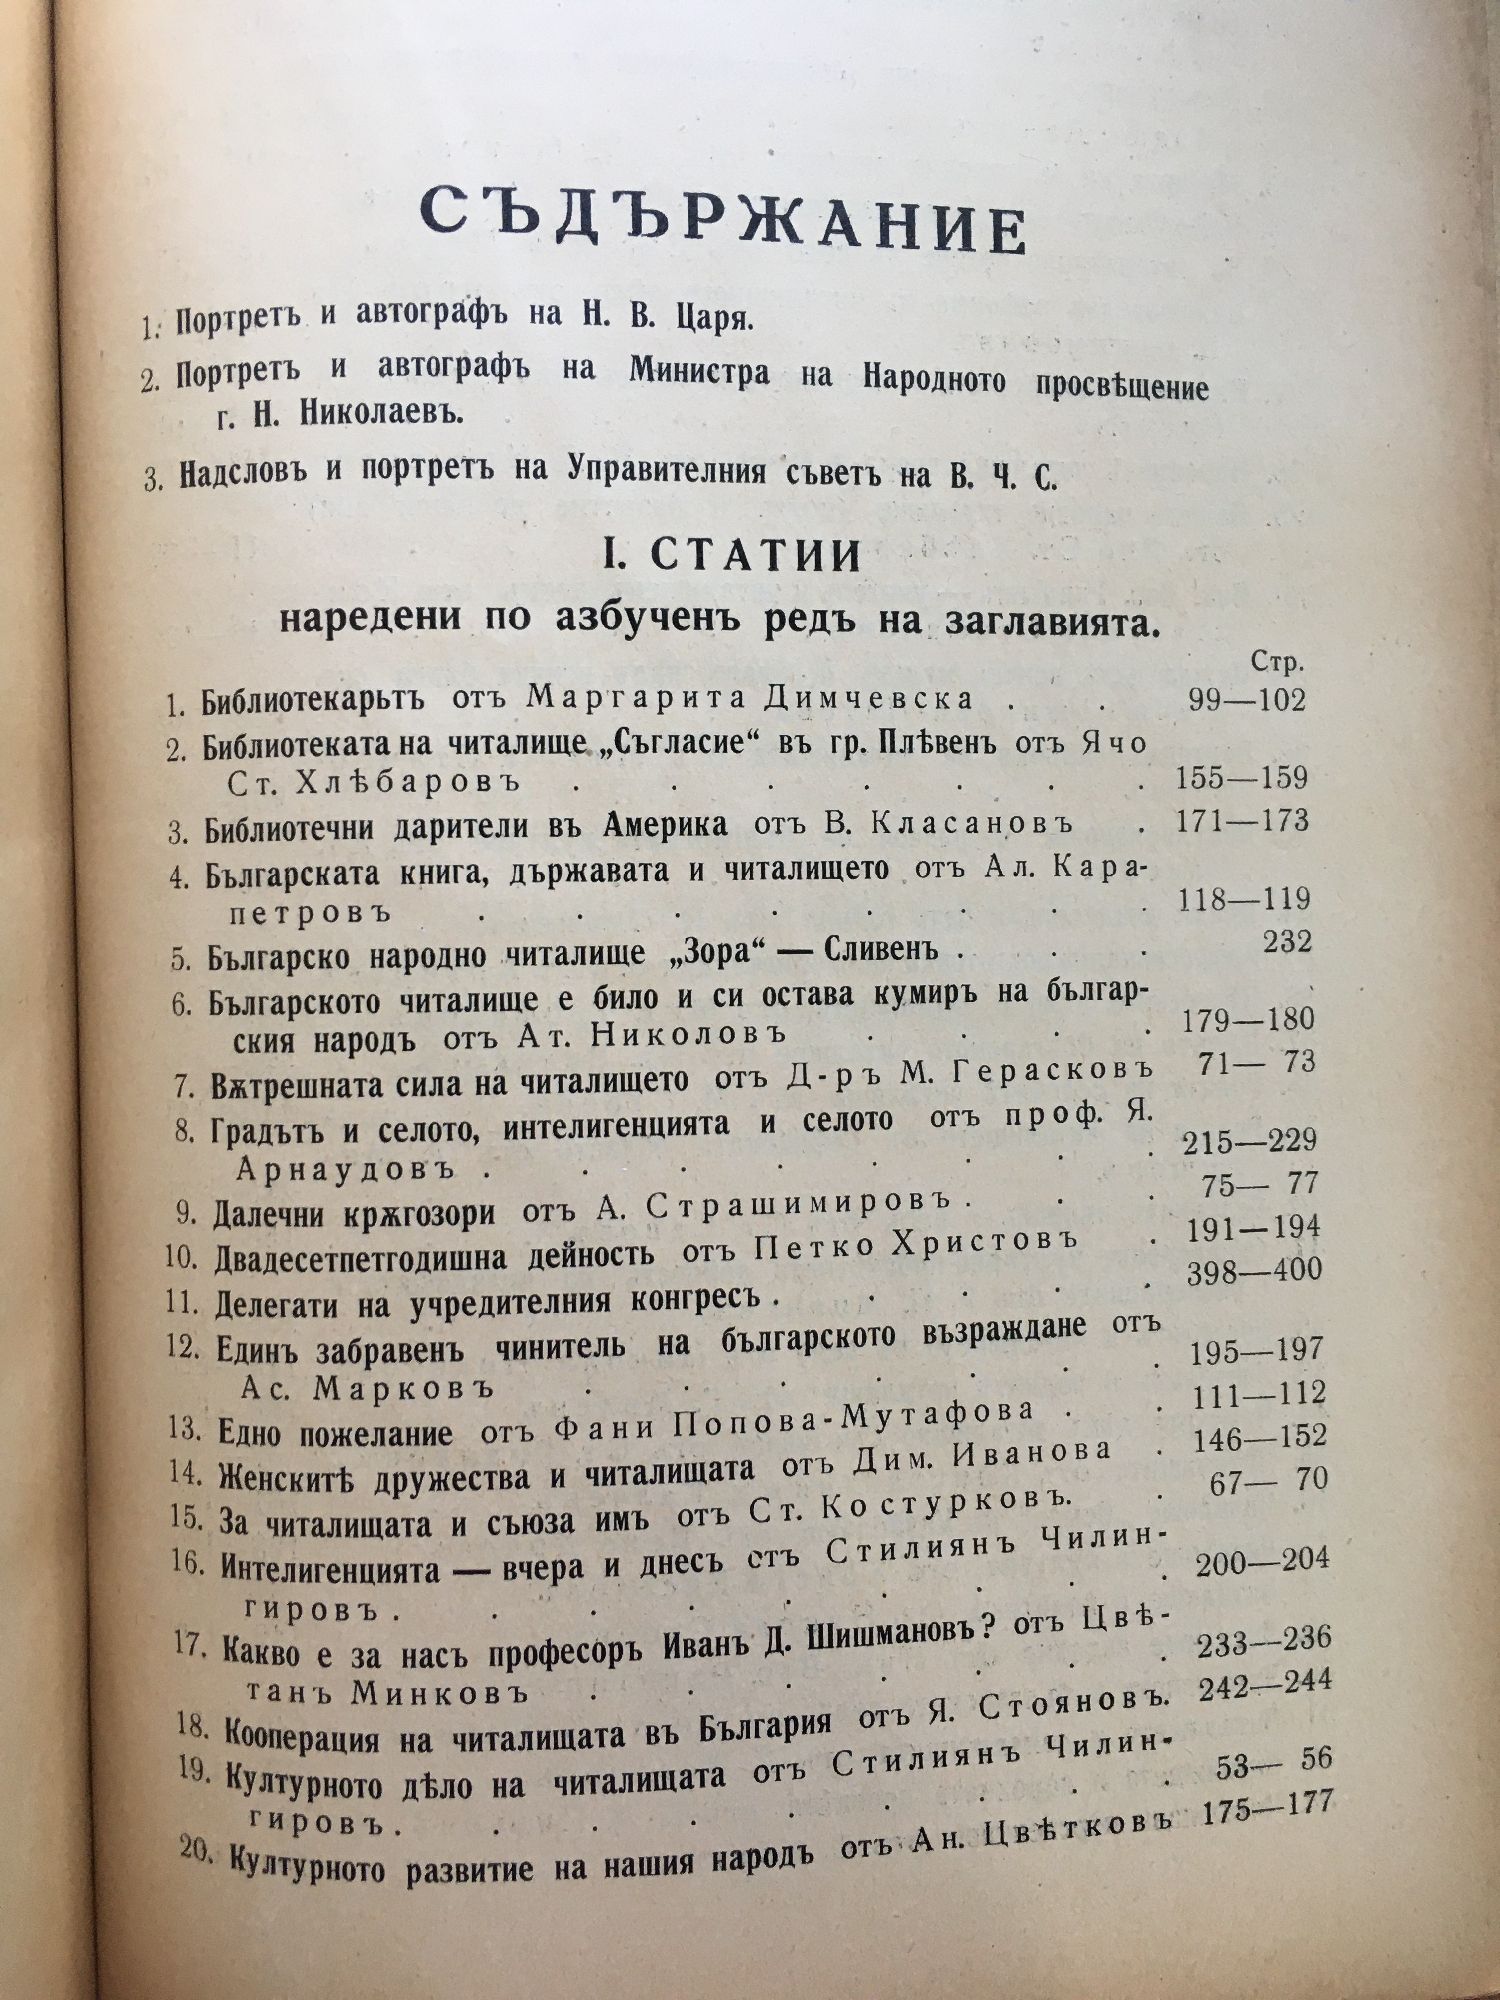 СЪДЪРЖАНИЕ
1. Портретъ и автографъ на Н. В. Царя.
2. Портретъ и автографъ на Министра на Народното просвѣщение
г. Н. Николаевъ.
3. Надсловъ и портретъ на Управителния съветъ на В. Ч. С.
I. СТАТИИ
наредени по азбученъ редъ на заглавията.
Стр.
1. Библиотекарьтъ отъ Маргарита Димчевска . . 99—102
2. Библиотеката на читалище „Съгласие“ въ гр. Плѣвенъ отъ Ячо
Ст. Хлѣбаровъ . . . . . . . 155—159
3. Библиотечни дарители въ Америка отъ В. Класановъ . 171—173
4. Българската книга, държавата и читалището отъ Ал. Кара-
петровъ . . . . . . . . 118—119
5. Българско народно читалище „Зора“ — Сливенъ . . . 232
6. Българското читалище е било и си остава кумиръ на българ-
ския народъ отъ Ат. Николовъ . . . . 179—180
7. Вѫтрешната сила на читалището отъ Д-ръ М. Герасковъ 71— 73
8. Градътъ и селото, интелигенцията и селото отъ проф. Я.
Арнаудовъ . . . . . . . . 215—229
9. Далечни крѫгозори отъ А. Страшимировъ . . . 75— 77
10. Двадесетпетгодишна дейность отъ Петко Христовъ . 191—194
11. Делегати на учредителния конгресъ . . . . . 398—400
12. Единъ забравенъ чинитель на българското възраждане отъ
Ас. Марковъ . . . . . . . 195—197
13. Едно пожелание отъ Фани Попова-Мутафова . . 111—112
14. Женскитѣ дружества и читалищата отъ Дим. Иванова . 146—152
15. За читалищата и съюза имъ отъ Ст. Костурковъ. . 67— 70
16. Интелигенцията — вчера и днесъ отъ Стилиянъ Чилин-
гировъ . . . . . . . . 200—204
17. Какво е за насъ професоръ Иванъ Д. Шишмановъ? отъ Цвѣ-
танъ Минковъ . . . . . . . 233—236
18. Кооперация на читалищата въ България отъ Я. Стояновъ. 242—244
19. Културното дѣло на читалищата отъ Стилиянъ Чилин-
гировъ . . . . . . . . 53— 56
20. Културното развитие на нашия народъ отъ Ан. Цвѣтковъ 175—177